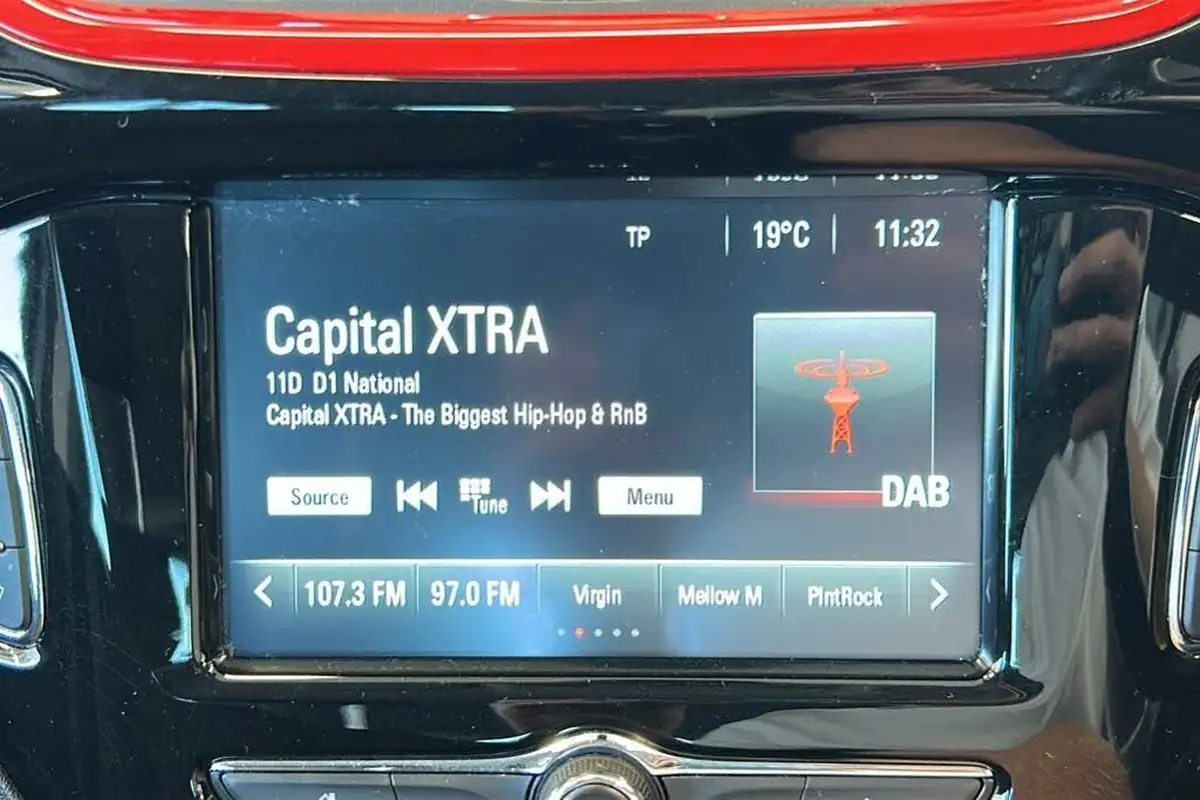 TP 19°C 11:32
Capital XTRA
11D D1 National
Capital XTRA - The Biggest Hip-Hop & RnB
Source Tune Menu
DAB
107.3 FM 97.0 FM Virgin Mellow M PlntRock